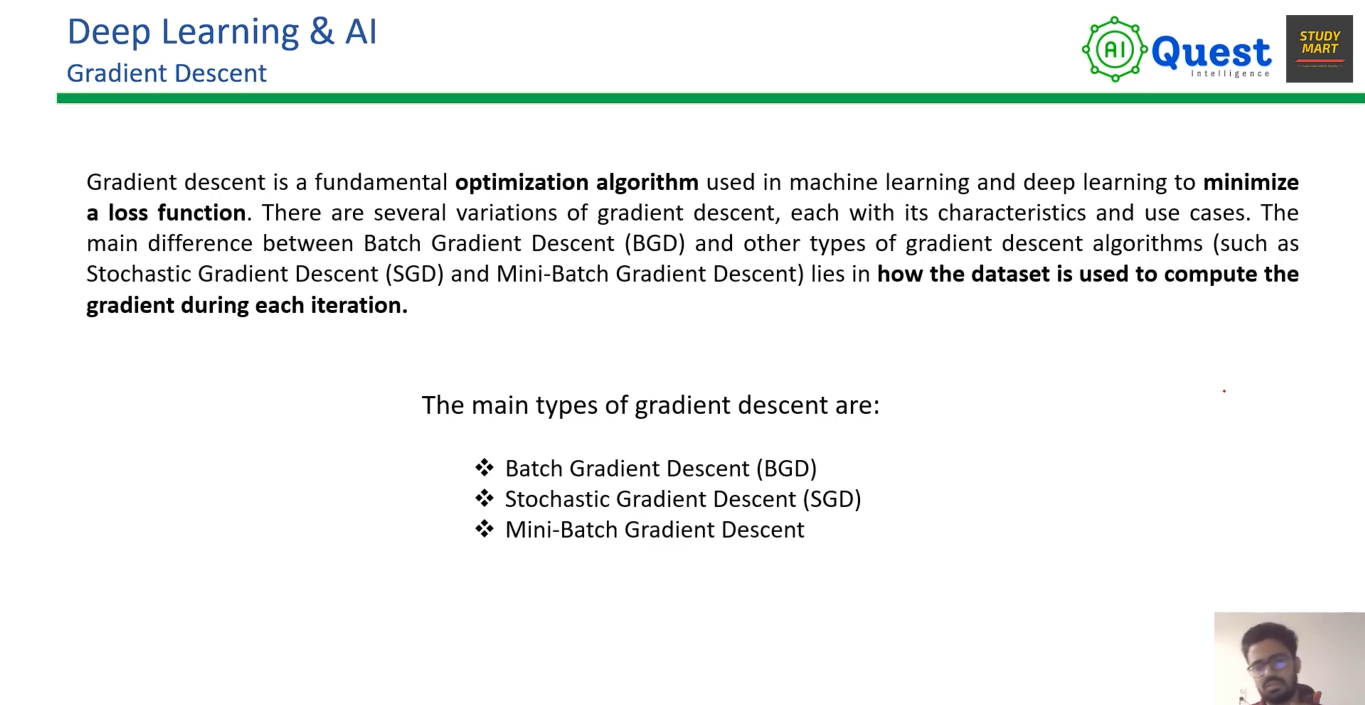 Deep Learning & AI
Gradient Descent
AI Quest
Intelligence
STUDY
MART
Gradient descent is a fundamental optimization algorithm used in machine learning and deep learning to minimize
a loss function. There are several variations of gradient descent, each with its characteristics and use cases. The
main difference between Batch Gradient Descent (BGD) and other types of gradient descent algorithms (such as
Stochastic Gradient Descent (SGD) and Mini-Batch Gradient Descent) lies in how the dataset is used to compute the
gradient during each iteration.
The main types of gradient descent are:
❖ Batch Gradient Descent (BGD)
❖ Stochastic Gradient Descent (SGD)
❖ Mini-Batch Gradient Descent